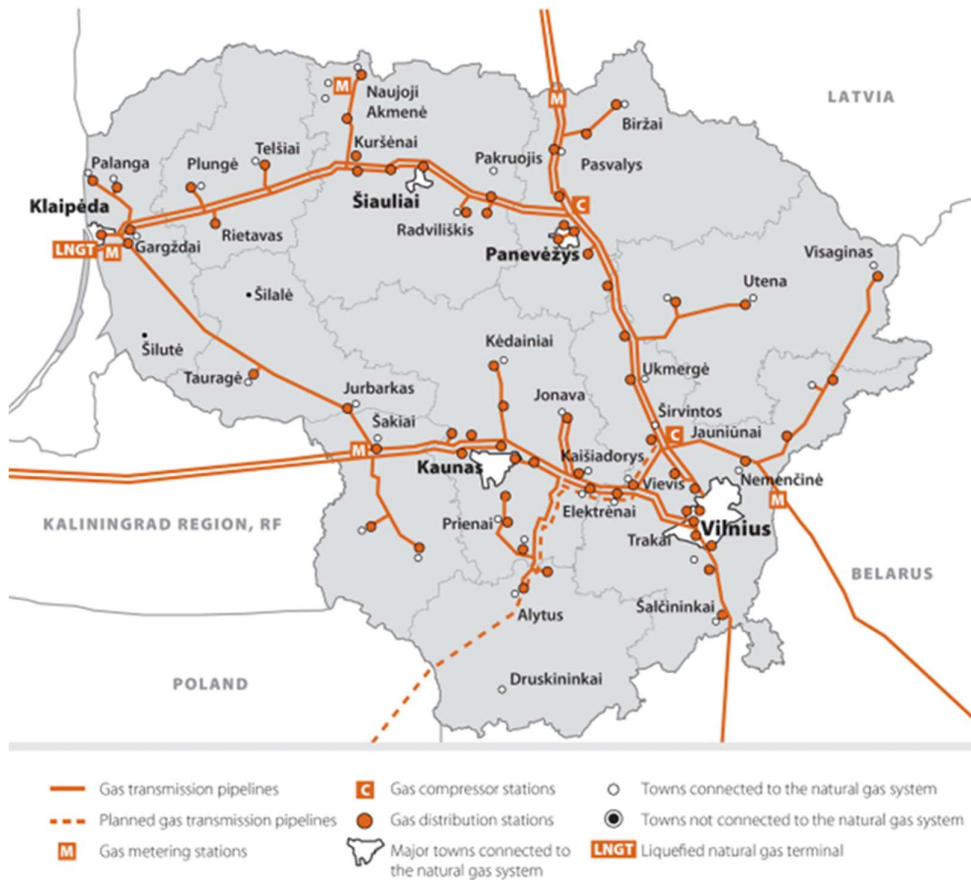 LATVIA
M
Naujoji
Akmenė
M
Biržai
Kuršėnai
Telšiai
Plungė
Palanga
Pakruojis
Pasvalys
Klaipėda
Šiauliai
C
Radviliškis
Rietavas
Gargždai
LNGT
M
Panevėžys
Visaginas
Utena
Šilalė
Šilutė
Kėdainiai
Tauragė
Ukmergė
Jurbarkas
Jonava
Širvintos
Šakiai
C
Jauniūnai
M
Kaunas
Kaišiadorys
Vievis
Nemenčinė
M
Elektrėnai
KALININGRAD REGION, RF
Prienai
Vilnius
Trakai
BELARUS
Alytus
Šalčininkai
POLAND
Druskininkai
Gas transmission pipelines
C
Gas compressor stations
Towns connected to the natural gas system
Planned gas transmission pipelines
Gas distribution stations
Towns not connected to the natural gas system
M
Gas metering stations
Major towns connected to
the natural gas system
LNGT
Liquefied natural gas terminal